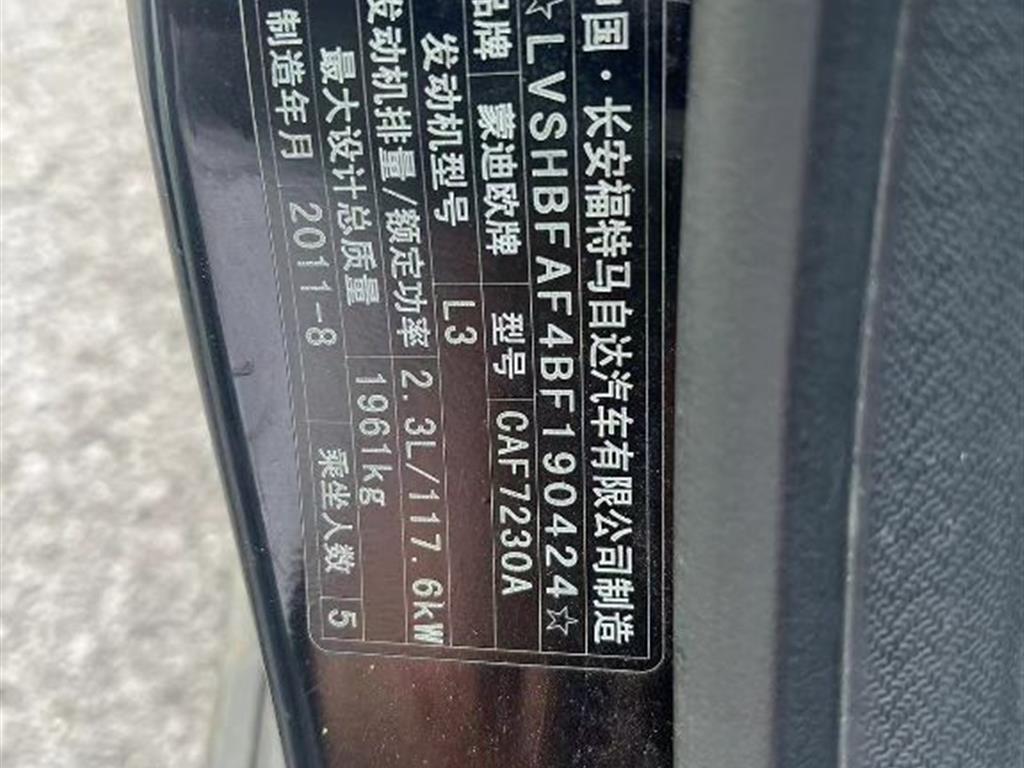 中国·长安福特马自达汽车有限公司制造
☆LVSHBFAF4BF190424☆
品牌 蒙迪欧牌 型号 CAF7230A
发动机型号 L3
发动机排量/额定功率 2.3L/117.6kW
最大设计总质量 1961kg
制造年月 2011-8 乘坐人数 5